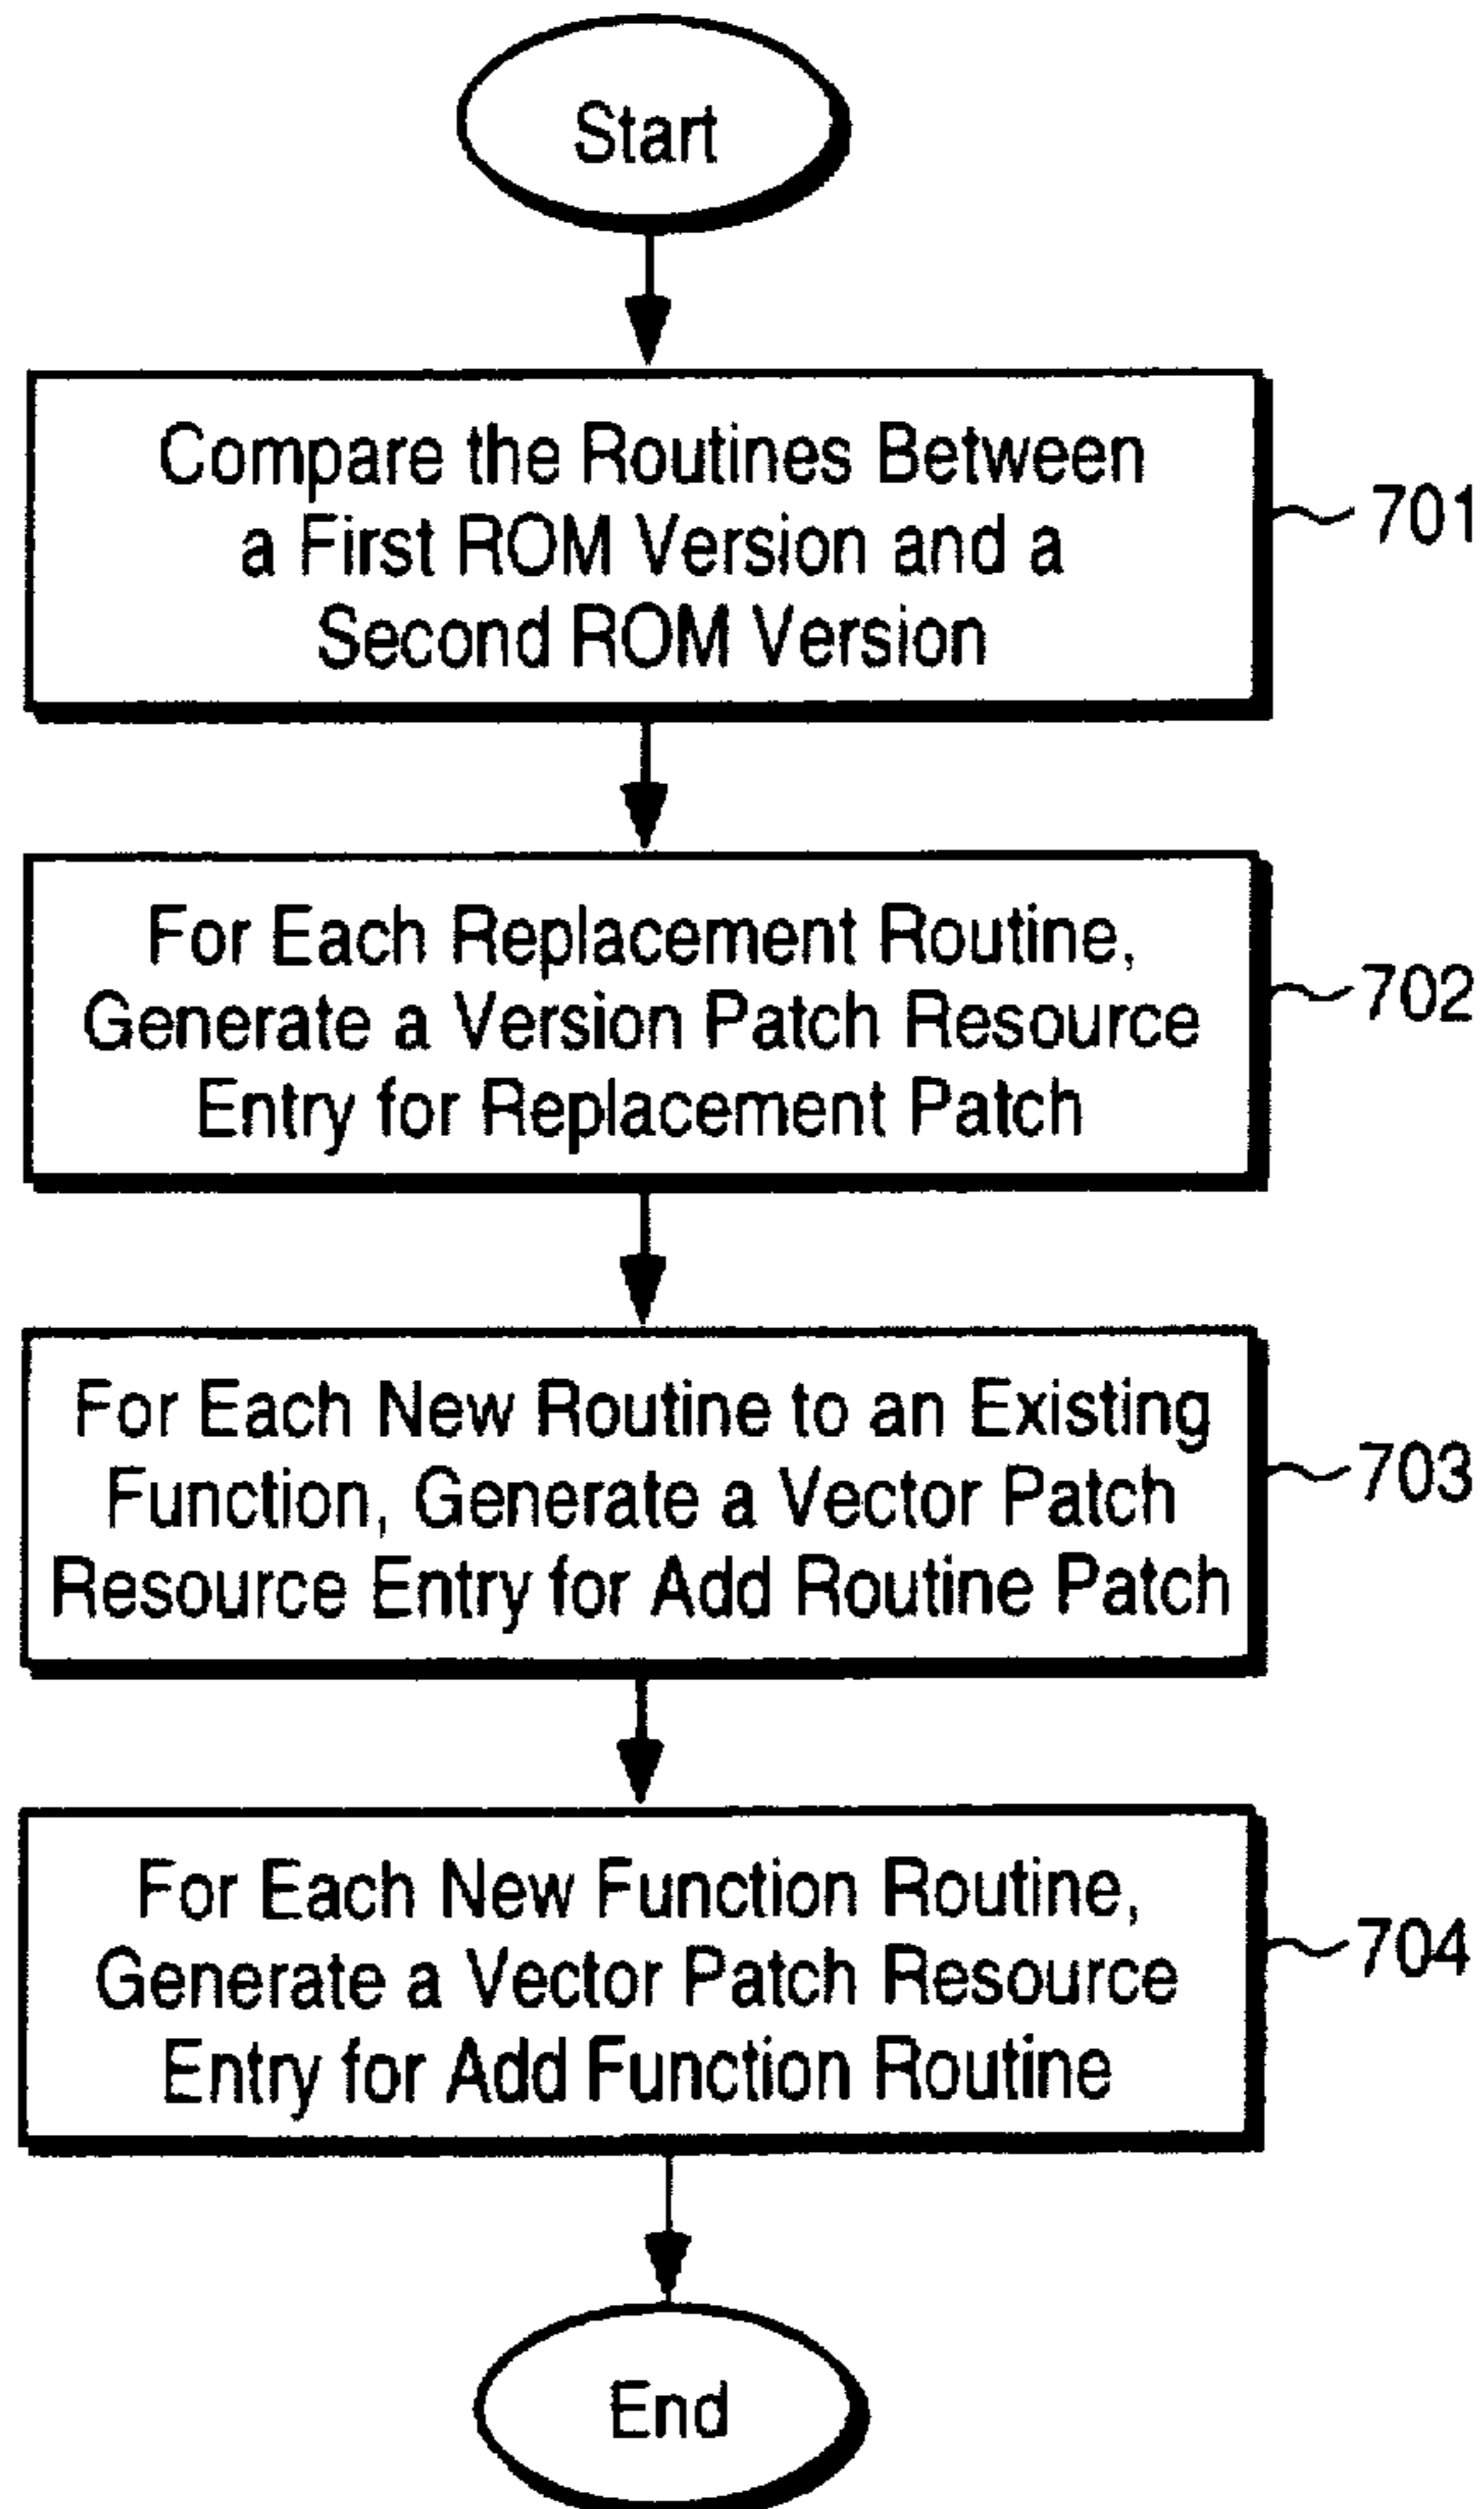 Start
Compare the Routines Between
a First ROM Version and a
Second ROM Version
701
For Each Replacement Routine,
Generate a Version Patch Resource
Entry for Replacement Patch
702
For Each New Routine to an Existing
Function, Generate a Vector Patch
Resource Entry for Add Routine Patch
703
For Each New Function Routine,
Generate a Vector Patch Resource
Entry for Add Function Routine
704
End